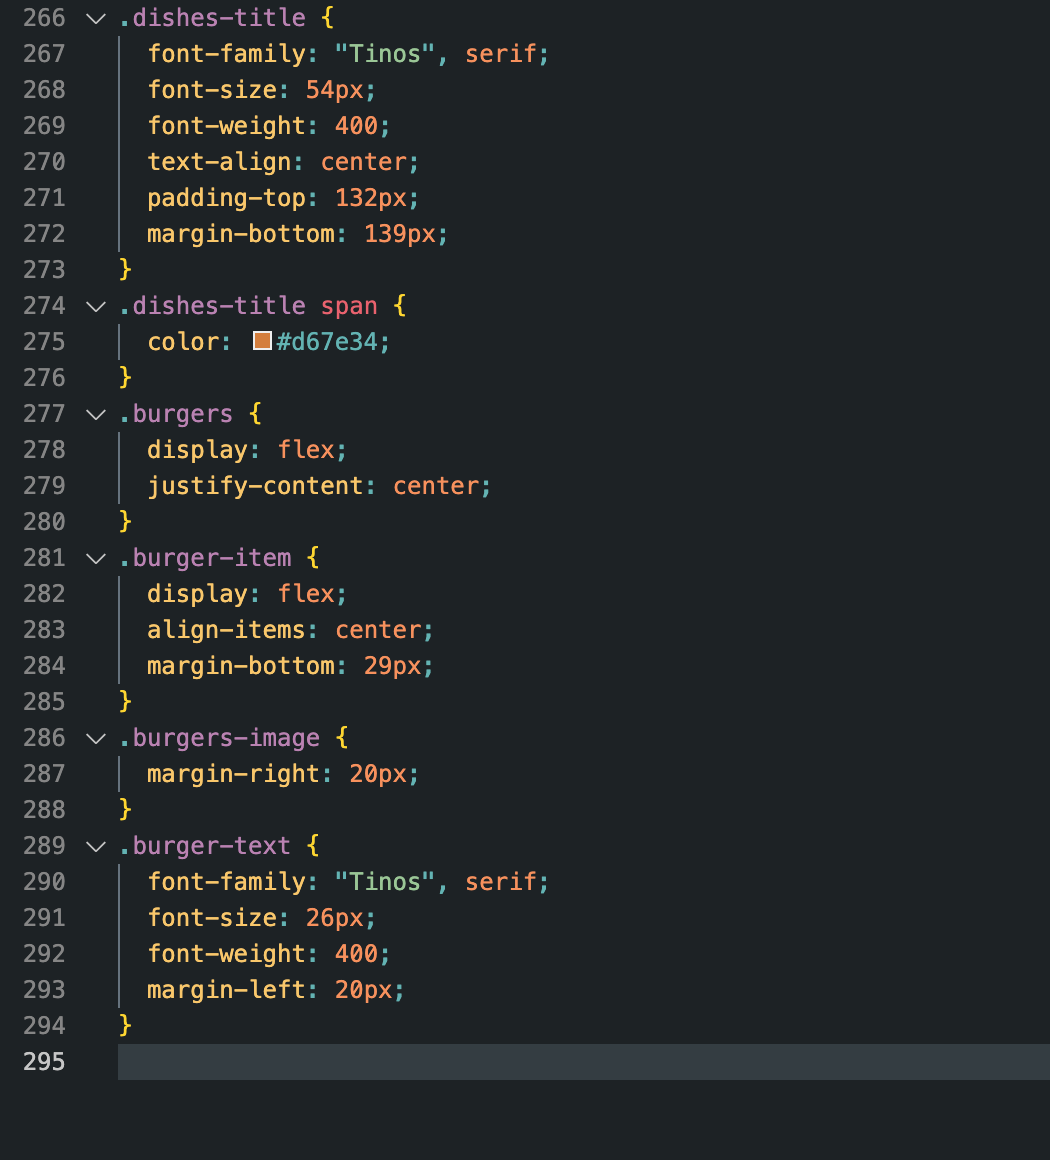 266 .dishes-title {
267 font-family: "Tinos", serif;
268 font-size: 54px;
269 font-weight: 400;
270 text-align: center;
271 padding-top: 132px;
272 margin-bottom: 139px;
273 }
274 .dishes-title span {
275 color: #d67e34;
276 }
277 .burgers {
278 display: flex;
279 justify-content: center;
280 }
281 .burger-item {
282 display: flex;
283 align-items: center;
284 margin-bottom: 29px;
285 }
286 .burgers-image {
287 margin-right: 20px;
288 }
289 .burger-text {
290 font-family: "Tinos", serif;
291 font-size: 26px;
292 font-weight: 400;
293 margin-left: 20px;
294 }
295